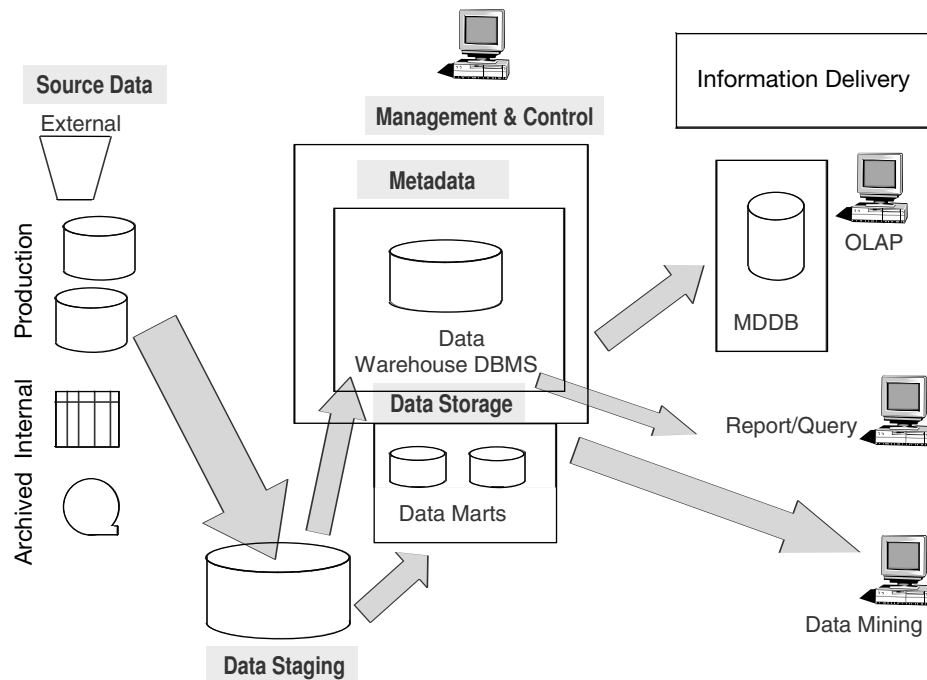 Source Data
External
Production
Internal
Archived
Management & Control
Metadata
Data
Warehouse DBMS
Data Storage
Data Marts
Data Staging
Information Delivery
OLAP
MDDB
Report/Query
Data Mining